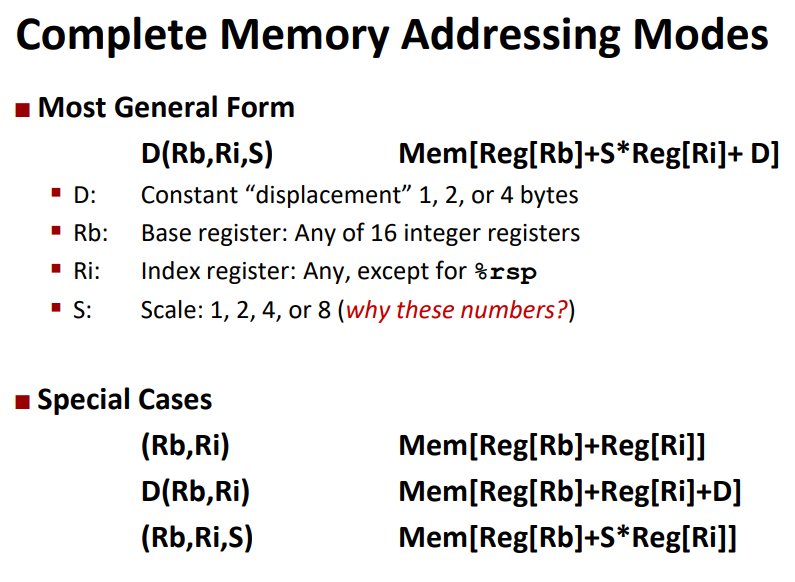 Complete Memory Addressing Modes
Most General Form
D(Rb,Ri,S) Mem[Reg[Rb]+S*Reg[Ri]+ D]
D: Constant “displacement” 1, 2, or 4 bytes
Rb: Base register: Any of 16 integer registers
Ri: Index register: Any, except for %rsp
S: Scale: 1, 2, 4, or 8 (why these numbers?)
Special Cases
(Rb,Ri) Mem[Reg[Rb]+Reg[Ri]]
D(Rb,Ri) Mem[Reg[Rb]+Reg[Ri]+D]
(Rb,Ri,S) Mem[Reg[Rb]+S*Reg[Ri]]